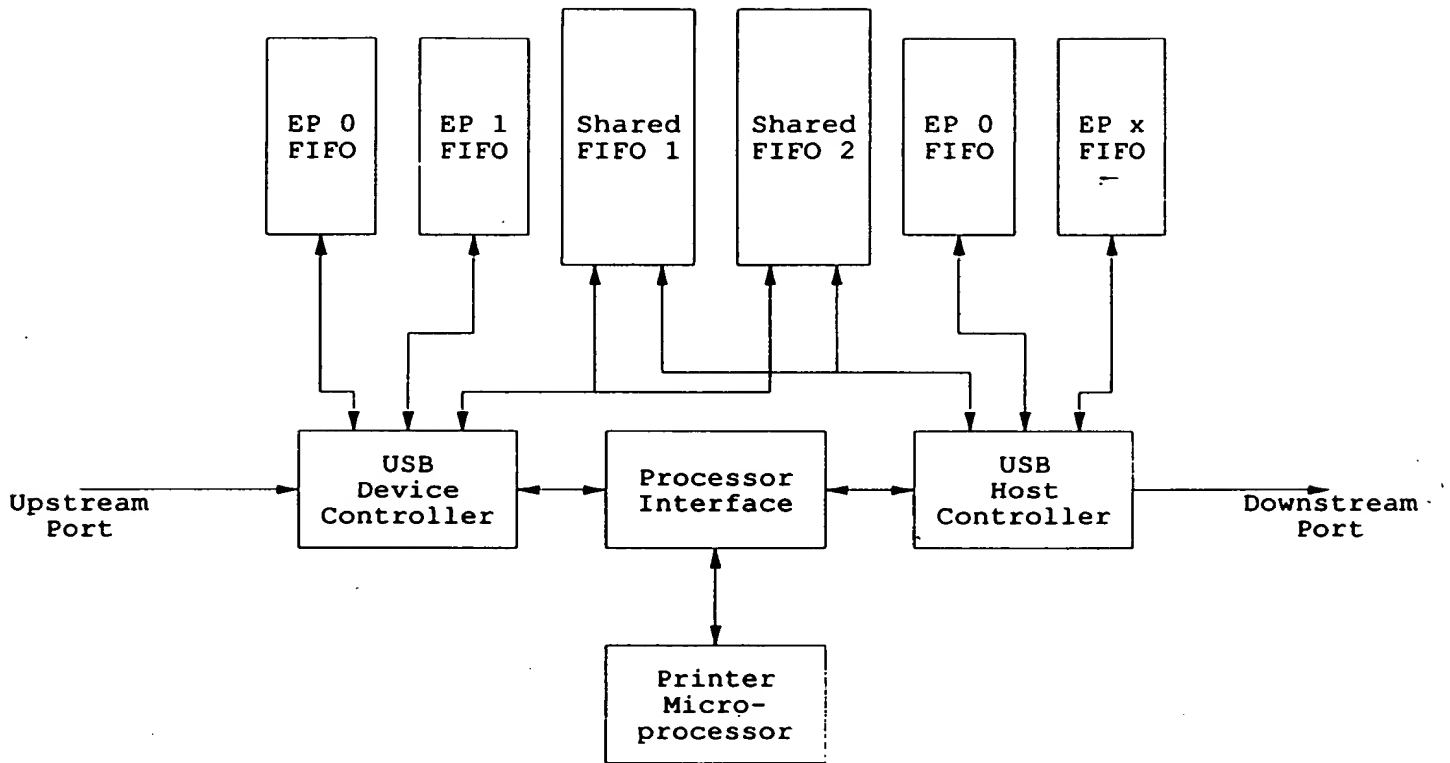 EP 0
FIFO
EP 1
FIFO
Shared
FIFO 1
Shared
FIFO 2
EP 0
FIFO
EP x
FIFO
Upstream
Port
USB
Device
Controller
Processor
Interface
USB
Host
Controller
Downstream
Port
Printer
Micro-
processor